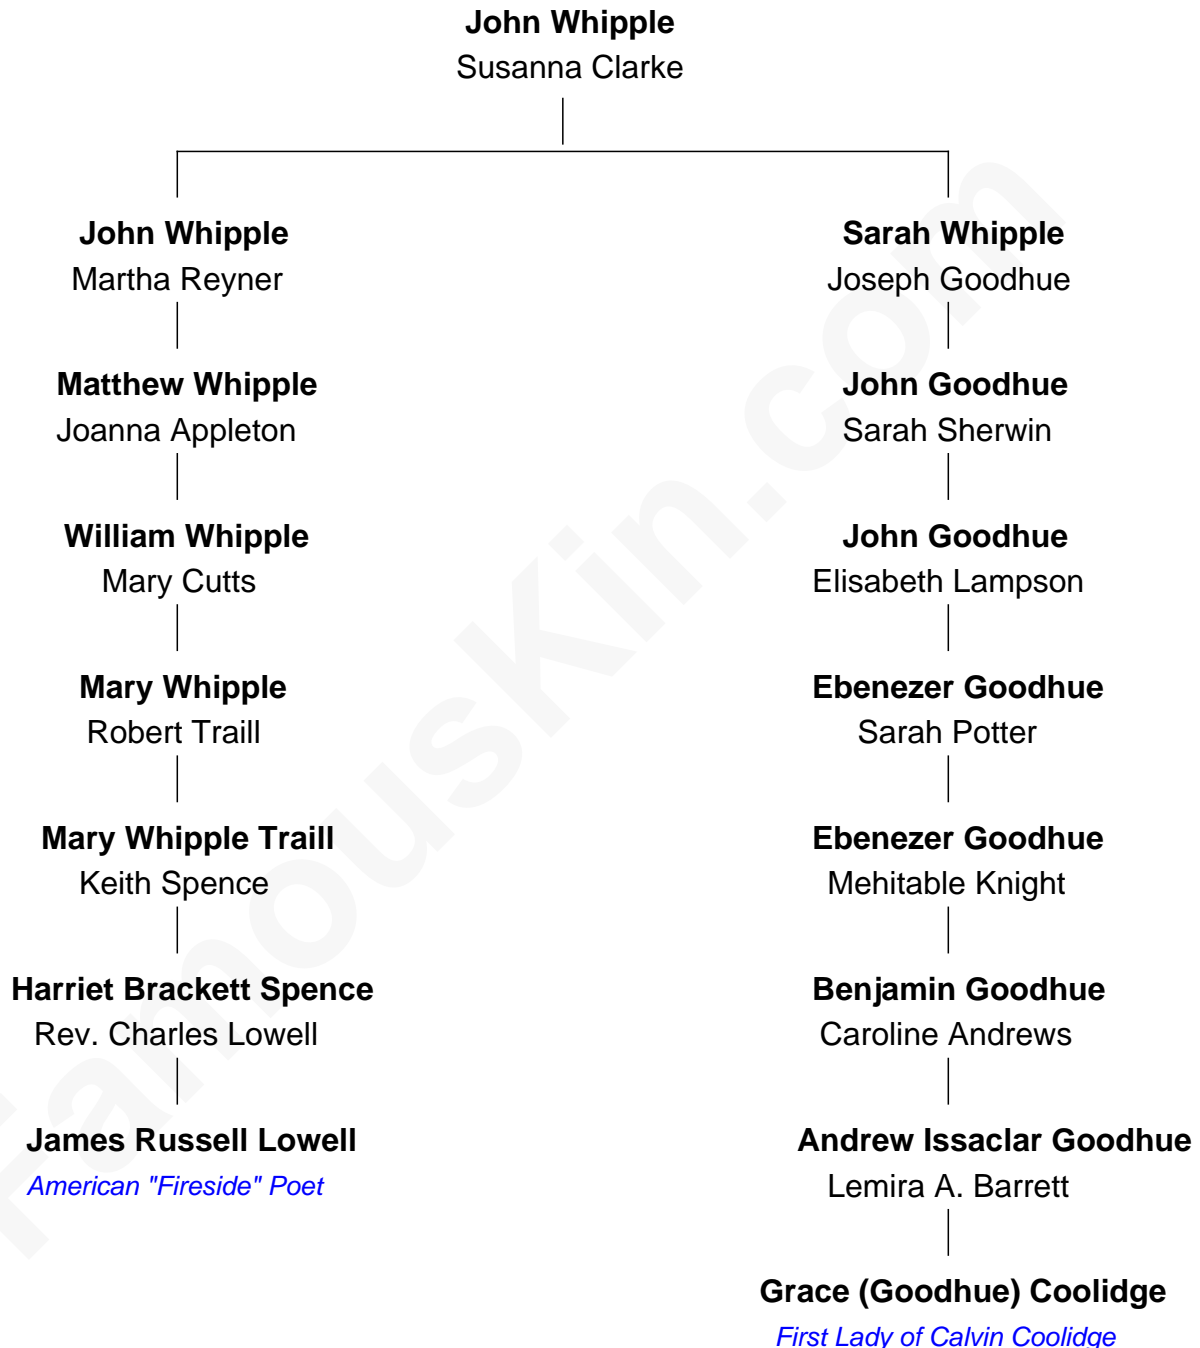 John Whipple
Susanna Clarke
John Whipple
Martha Reyner
Sarah Whipple
Joseph Goodhue
Matthew Whipple
Joanna Appleton
John Goodhue
Sarah Sherwin
William Whipple
Mary Cutts
John Goodhue
Elisabeth Lampson
Mary Whipple
Robert Traill
Ebenezer Goodhue
Sarah Potter
Mary Whipple Traill
Keith Spence
Ebenezer Goodhue
Mehitable Knight
Harriet Brackett Spence
Rev. Charles Lowell
Benjamin Goodhue
Caroline Andrews
James Russell Lowell
American "Fireside" Poet
Andrew Issaclar Goodhue
Lemira A. Barrett
Grace (Goodhue) Coolidge
First Lady of Calvin Coolidge
FamousKin.com